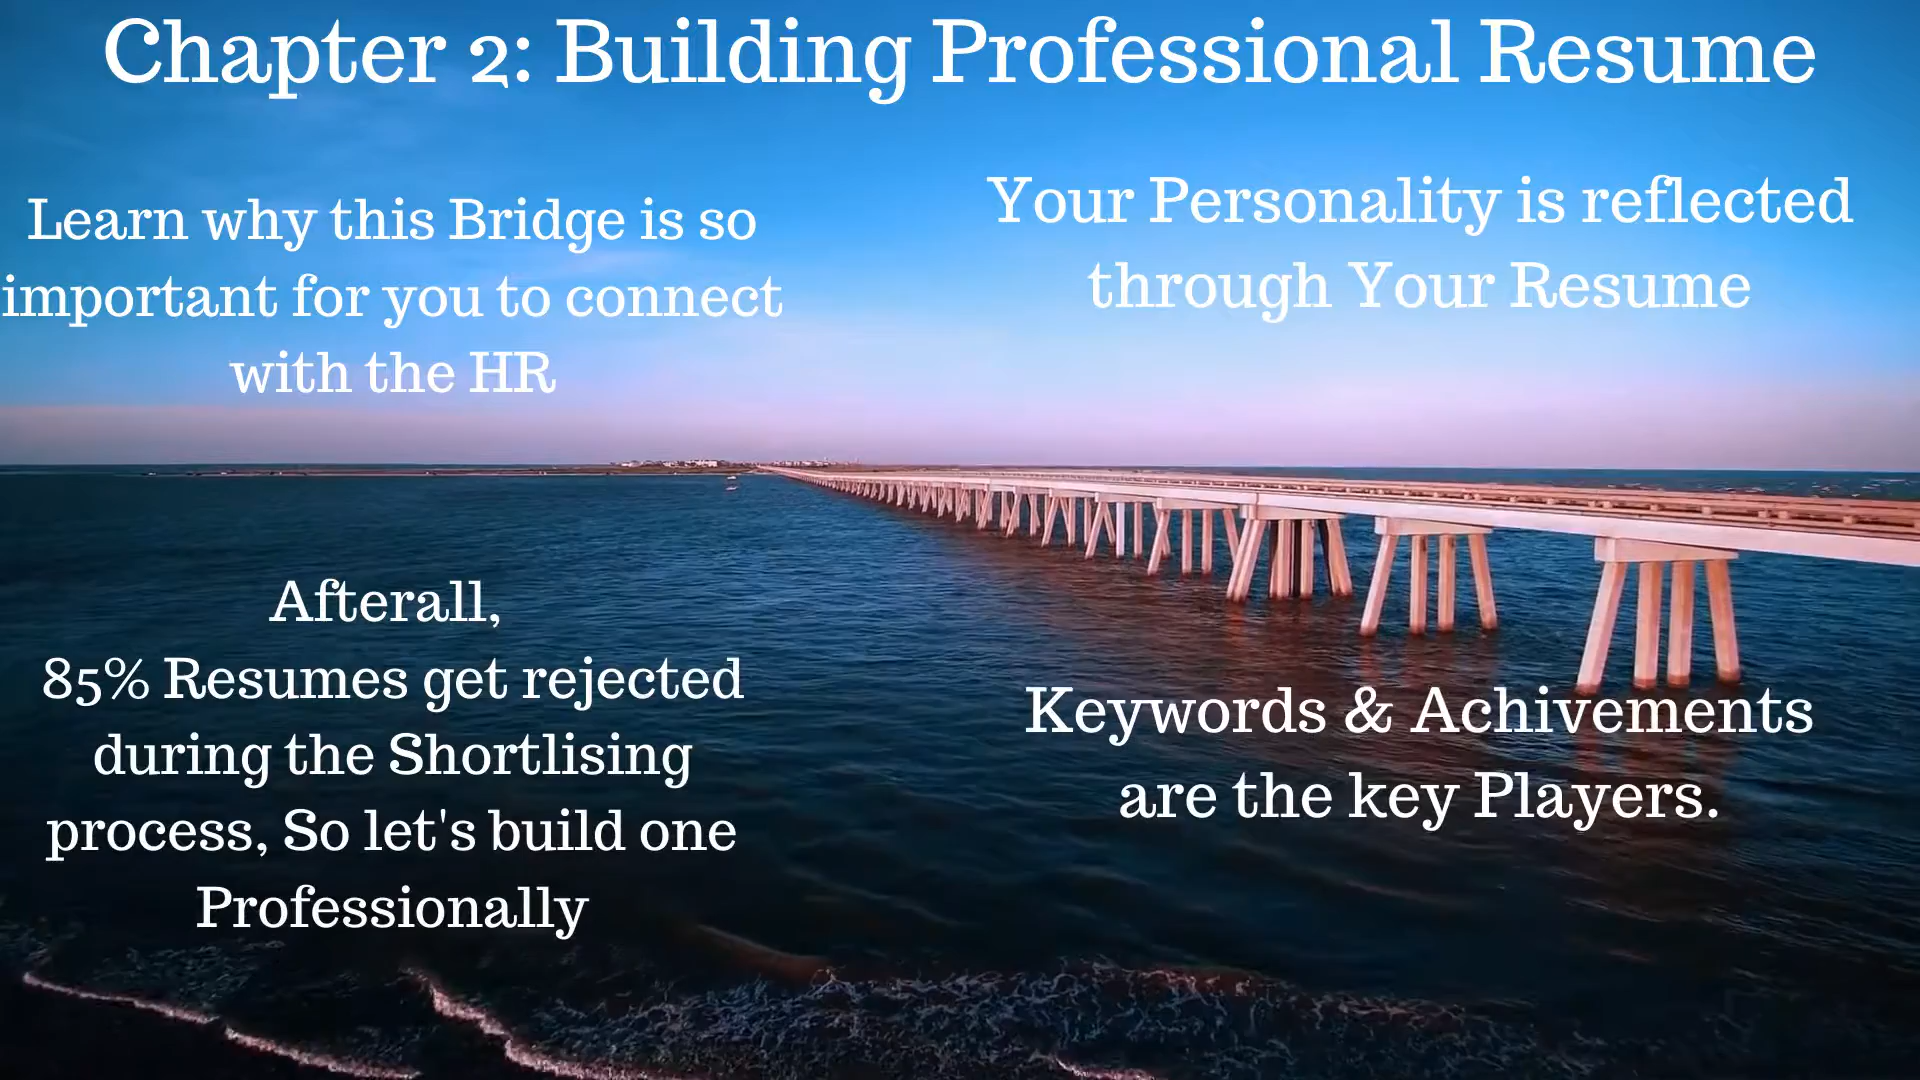 Chapter 2: Building Professional Resume
Learn why this Bridge is so
important for you to connect
with the HR
Your Personality is reflected
through Your Resume
Afterall,
85% Resumes get rejected
during the Shortlising
process, So let's build one
Professionally
Keywords & Achivements
are the key Players.